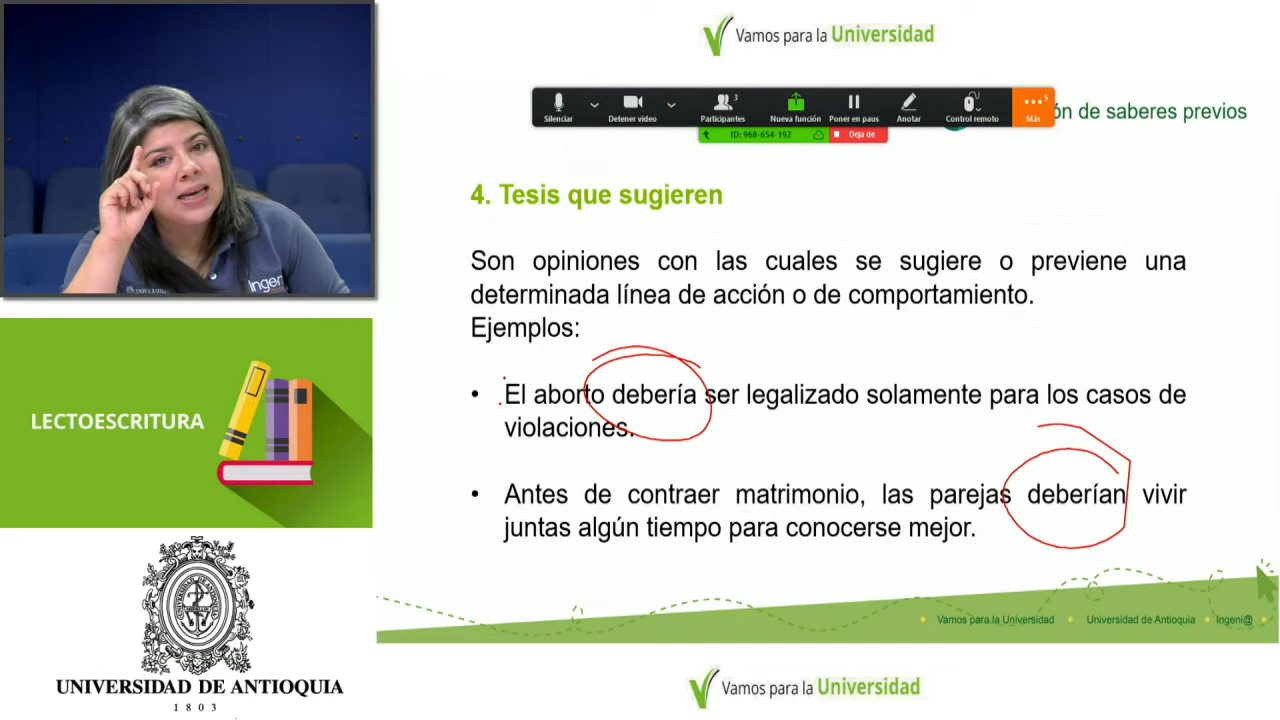 Vamos para la Universidad
Silenciar
Detener video
Participantes
3
Nueva función
Poner en paus
Anotar
Control remoto
Más
5
ón de saberes previos
ID: 968-654-192
Deja de
4. Tesis que sugieren
Son opiniones con las cuales se sugiere o previene una
determinada línea de acción o de comportamiento.
Ejemplos:
• El aborto debería ser legalizado solamente para los casos de
violaciones.
• Antes de contraer matrimonio, las parejas deberían vivir
juntas algún tiempo para conocerse mejor.
Ingeni
LECTOESCRITURA
UNIVERSIDAD DE ANTIOQUIA
1803
Vamos para la Universidad
Universidad de Antioquia
Ingeni@
Vamos para la Universidad